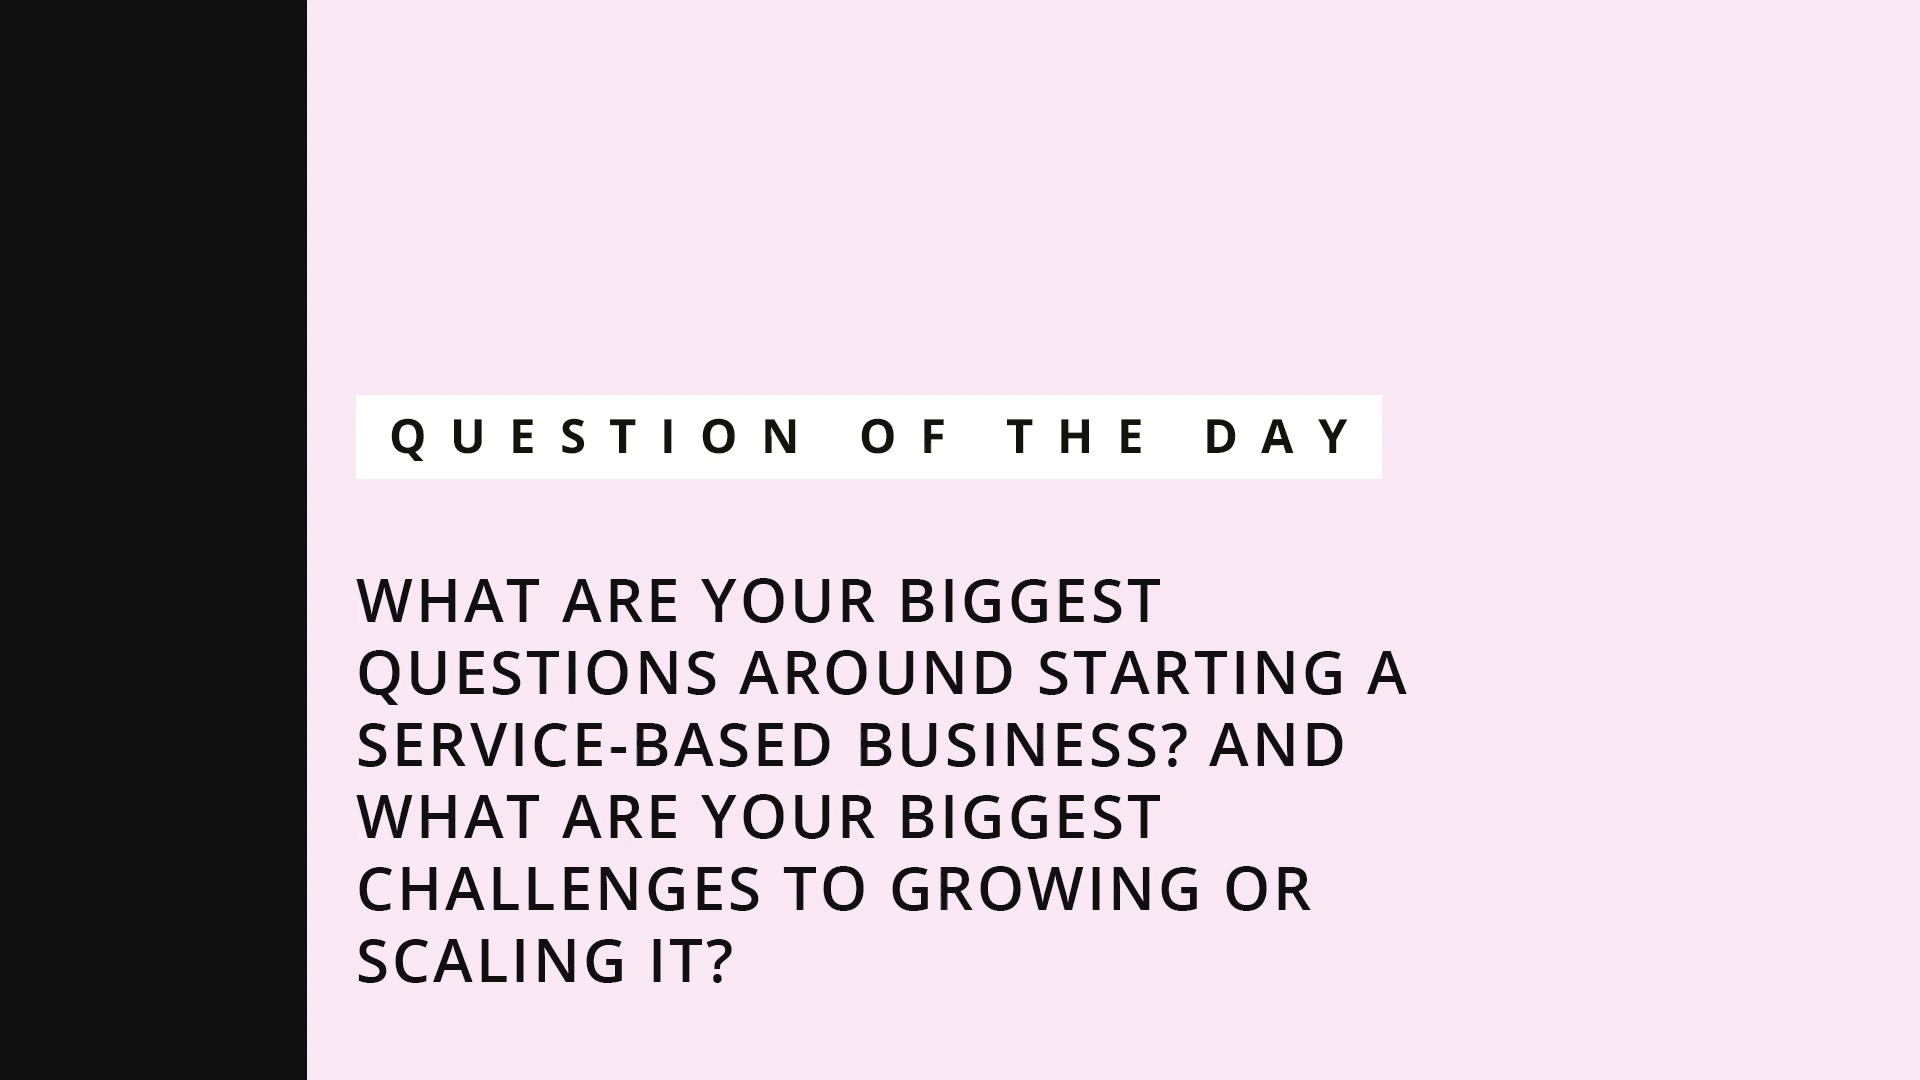 QUESTION OF THE DAY
WHAT ARE YOUR BIGGEST
QUESTIONS AROUND STARTING A
SERVICE-BASED BUSINESS? AND
WHAT ARE YOUR BIGGEST
CHALLENGES TO GROWING OR
SCALING IT?